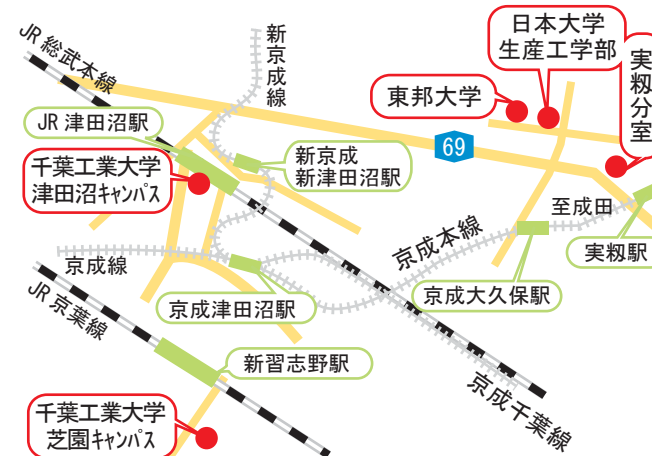 JR 総武本線
新京成線
日本大学
生産工学部
実籾分室
東邦大学
JR 津田沼駅
69
新京成
新津田沼駅
千葉工業大学
津田沼キャンパス
至成田
京成本線
実籾駅
京成線
京成大久保駅
京成津田沼駅
JR 京葉線
新習志野駅
京成千葉線
千葉工業大学
芝園キャンパス